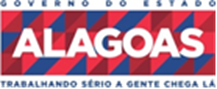 GOVERNO DO ESTADO
ALAGOAS
TRABALHANDO SÉRIO A GENTE CHEGA LÁ